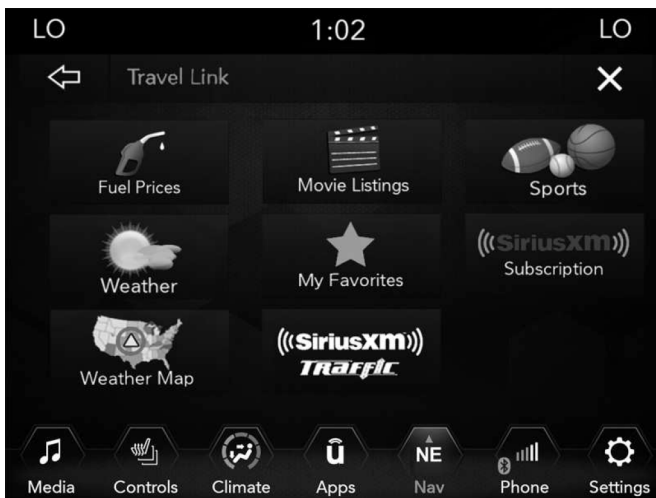 LO 1:02 LO
Travel Link
Fuel Prices
Movie Listings
Sports
Weather
My Favorites
((SiriusXM))
Subscription
Weather Map
((SiriusXM))
TRAFFIC
û NE
Media Controls Climate Apps Nav Phone Settings